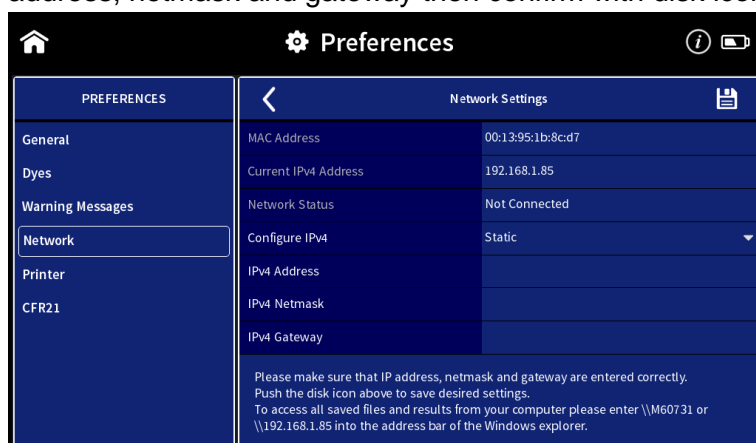 address, netmask and gateway then confirm with disk icon
Preferences
PREFERENCES
General
Dyes
Warning Messages
Network
Printer
CFR21
Network Settings
MAC Address 00:13:95:1b:8c:d7
Current IPv4 Address 192.168.1.85
Network Status Not Connected
Configure IPv4 Static
IPv4 Address
IPv4 Netmask
IPv4 Gateway
Please make sure that IP address, netmask and gateway are entered correctly.
Push the disk icon above to save desired settings.
To access all saved files and results from your computer please enter \\M60731 or
\\192.168.1.85 into the address bar of the Windows explorer.